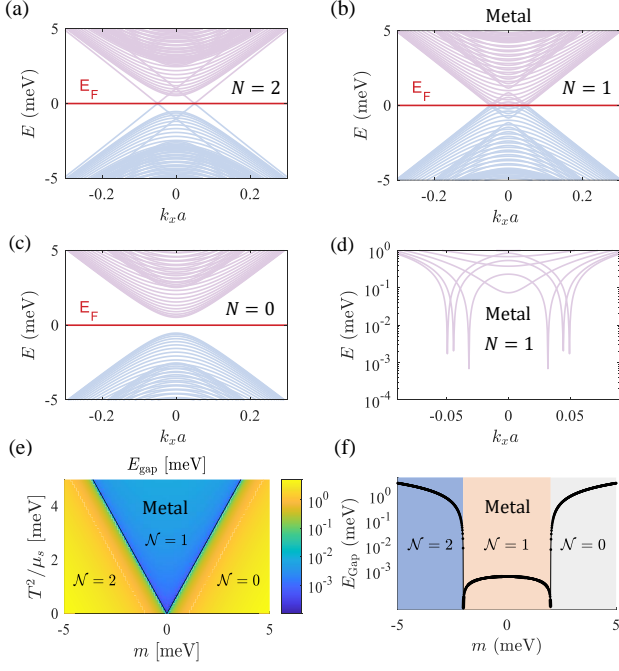 (a)
(b)
Metal
5
E_F
N = 2
0
E (meV)
-5
-0.2
0
0.2
k_x a
5
E_F
N = 1
0
E (meV)
-5
-0.2
0
0.2
k_x a
(c)
(d)
5
E_F
N = 0
0
E (meV)
-5
-0.2
0
0.2
k_x a
10^0
10^-1
10^-2
10^-3
10^-4
E (meV)
Metal
N = 1
-0.05
0
0.05
k_x a
(e)
(f)
E_gap [meV]
5
T^2/μ_s [meV]
0
Metal
𝒩 = 1
𝒩 = 2
𝒩 = 0
-5
0
5
m [meV]
10^0
10^-1
10^-2
10^-3
E_Gap (meV)
10^0
10^-1
10^-2
10^-3
Metal
𝒩 = 2
𝒩 = 1
𝒩 = 0
-5
0
5
m (meV)